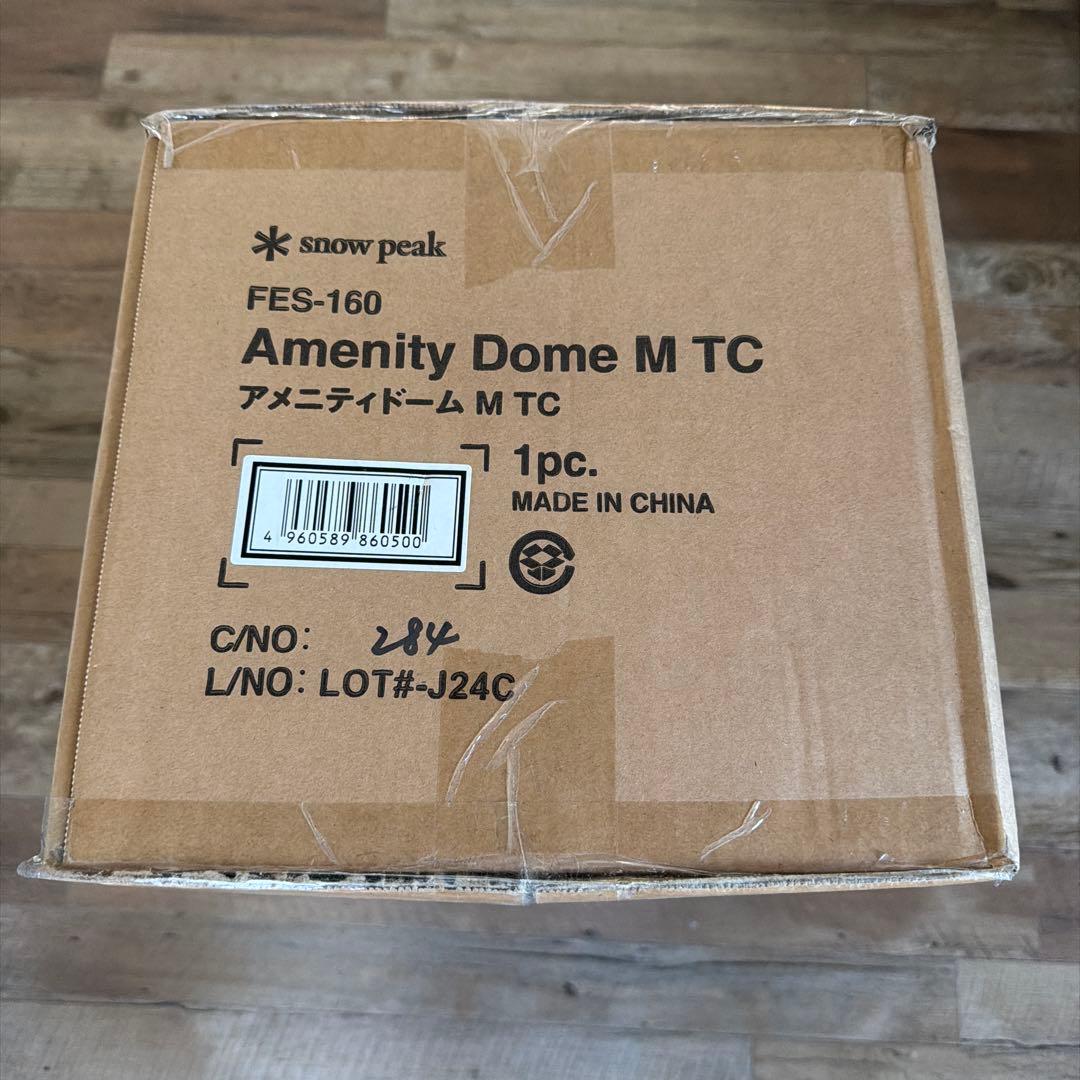 snow peak
FES-160
Amenity Dome M TC
アメニティドーム M TC
1pc.
MADE IN CHINA
4 960589 860500
C/NO: 284
L/NO: LOT#-J24C